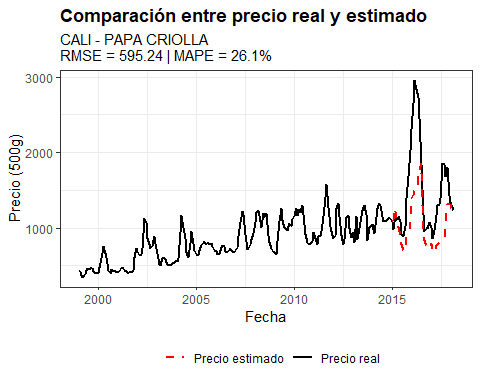 Comparación entre precio real y estimado
CALI - PAPA CRIOLLA
RMSE = 595.24 | MAPE = 26.1%
Precio (500g)
3000
2000
1000
2000
2005
2010
2015
Fecha
Precio estimado
Precio real